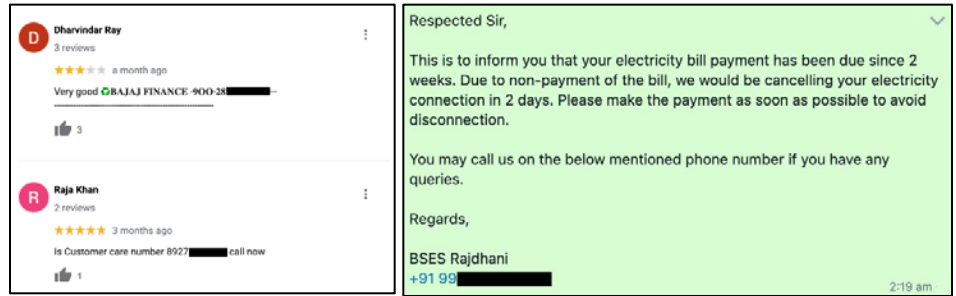 D
Dharvindar Ray
3 reviews
a month ago
Very good ♻BAJAJ FINANCE -9OO-28
3
R
Raja Khan
2 reviews
3 months ago
Is Customer care number 8927 call now
1
Respected Sir,
This is to inform you that your electricity bill payment has been due since 2
weeks. Due to non-payment of the bill, we would be cancelling your electricity
connection in 2 days. Please make the payment as soon as possible to avoid
disconnection.
You may call us on the below mentioned phone number if you have any
queries.
Regards,
BSES Rajdhani
+91 99
2:19 am